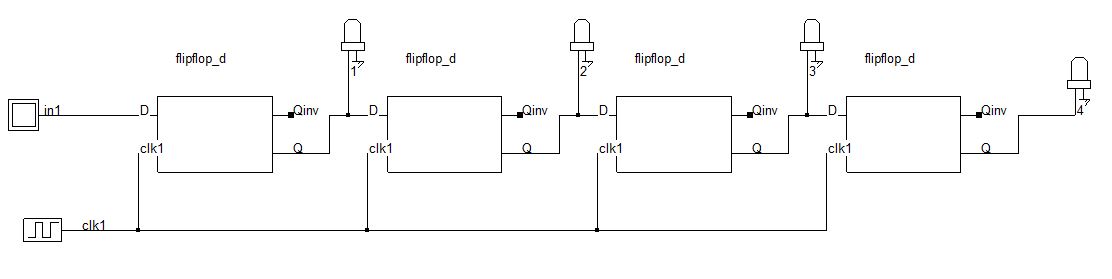 flipflop_d
flipflop_d
flipflop_d
flipflop_d
1
2
3
4
in1
D
Qinv
D
Qinv
D
Qinv
D
Qinv
clk1
Q
clk1
Q
clk1
Q
clk1
Q
clk1